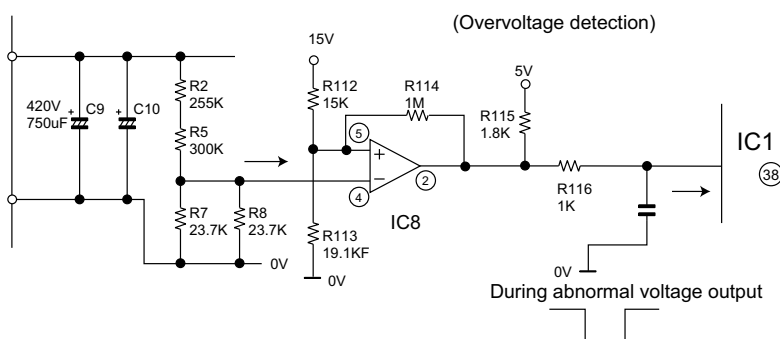 (Overvoltage detection)
15V
R112
15K
R114
1M
5V
R115
1.8K
420V
750uF
+
C9
+
C10
R2
255K
R5
300K
5
+
−
4
2
IC8
R116
1K
IC1
38
R7
23.7K
R8
23.7K
R113
19.1KF
0V
0V
0V
During abnormal voltage output